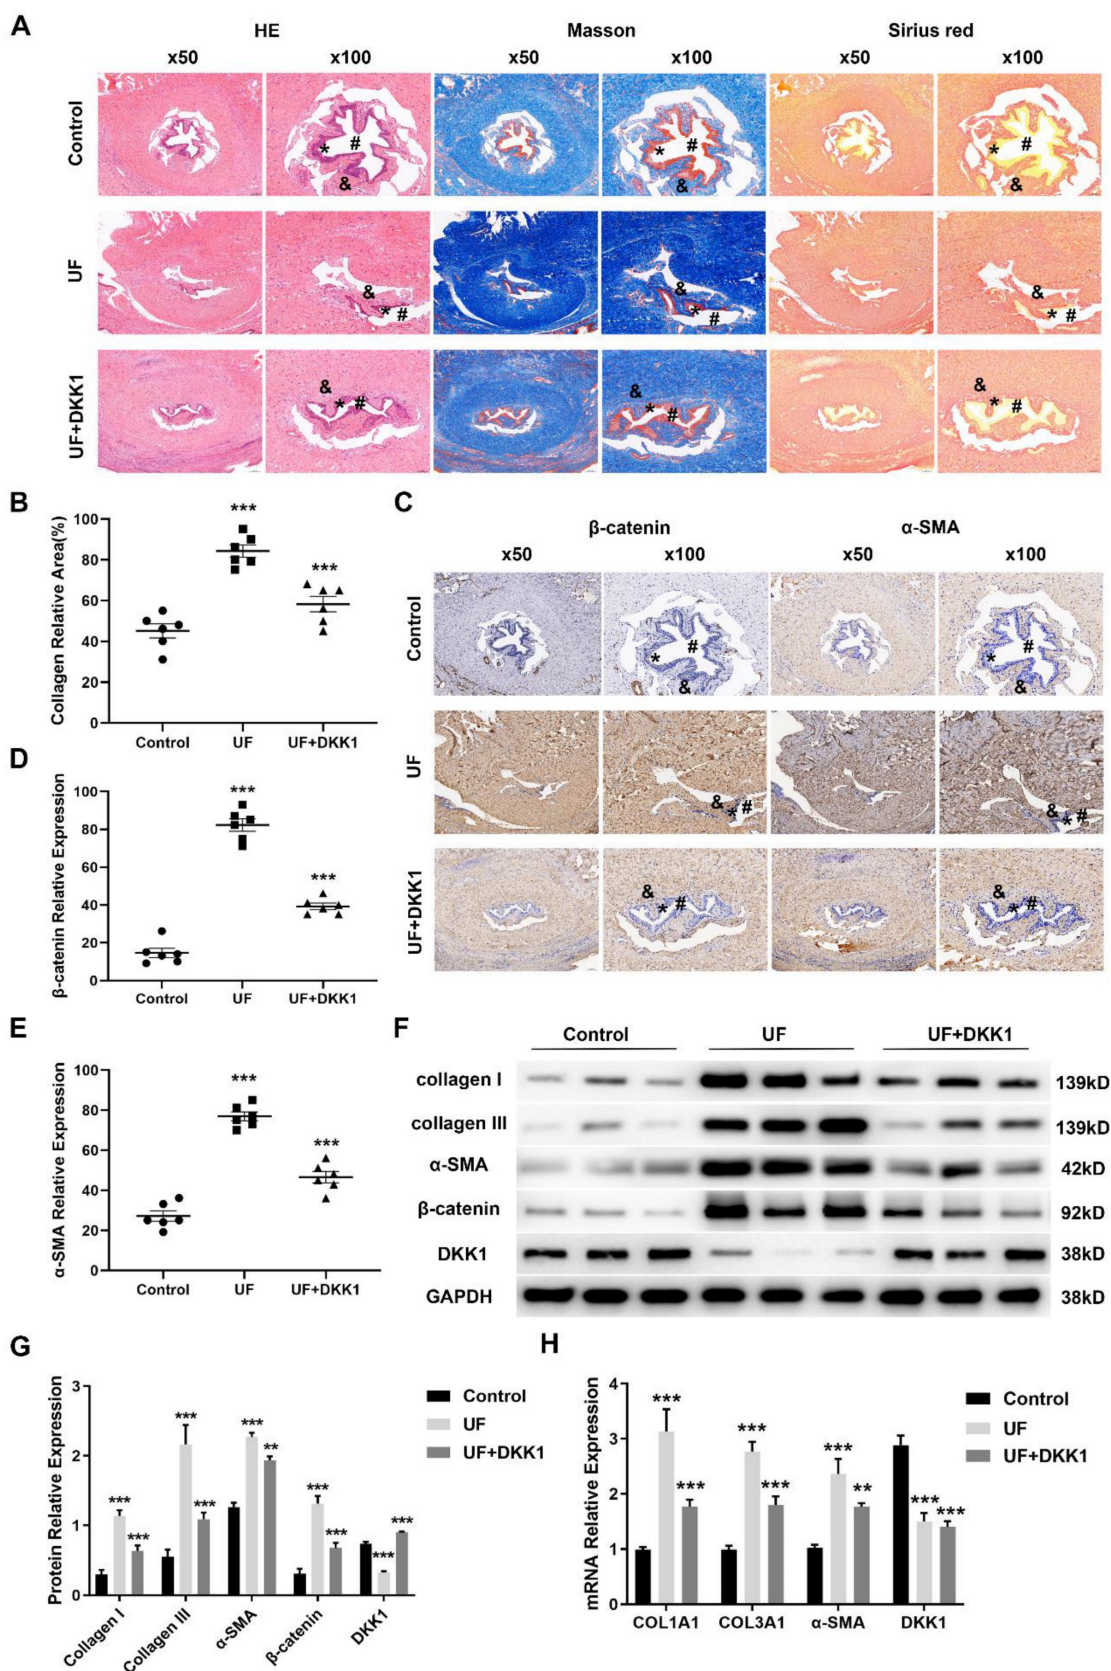 A
HE
Masson
Sirius red
x50
x100
x50
x100
x50
x100
Control
*
#
&
*
#
&
*
#
&
UF
&
*
#
&
*
#
&
*
#
UF+DKK1
&
*
#
&
*
#
&
*
#
B
Collagen Relative Area(%)
100
80
60
40
20
0
***
***
Control
UF
UF+DKK1
C
β-catenin
α-SMA
x50
x100
x50
x100
Control
*
#
&
*
#
&
UF
&
*
#
&
*
#
UF+DKK1
&
*
#
&
*
#
D
β-catenin Relative Expression
100
80
60
40
20
0
***
***
Control
UF
UF+DKK1
E
α-SMA Relative Expression
100
80
60
40
20
0
***
***
Control
UF
UF+DKK1
F
Control
UF
UF+DKK1
collagen I
139kD
collagen III
139kD
α-SMA
42kD
β-catenin
92kD
DKK1
38kD
GAPDH
38kD
G
Protein Relative Expression
3
2
1
0
***
***
***
***
***
**
***
***
***
***
Collagen I
Collagen III
α-SMA
β-catenin
DKK1
Control
UF
UF+DKK1
H
mRNA Relative Expression
4
3
2
1
0
***
***
***
***
***
**
***
***
COL1A1
COL3A1
α-SMA
DKK1
Control
UF
UF+DKK1